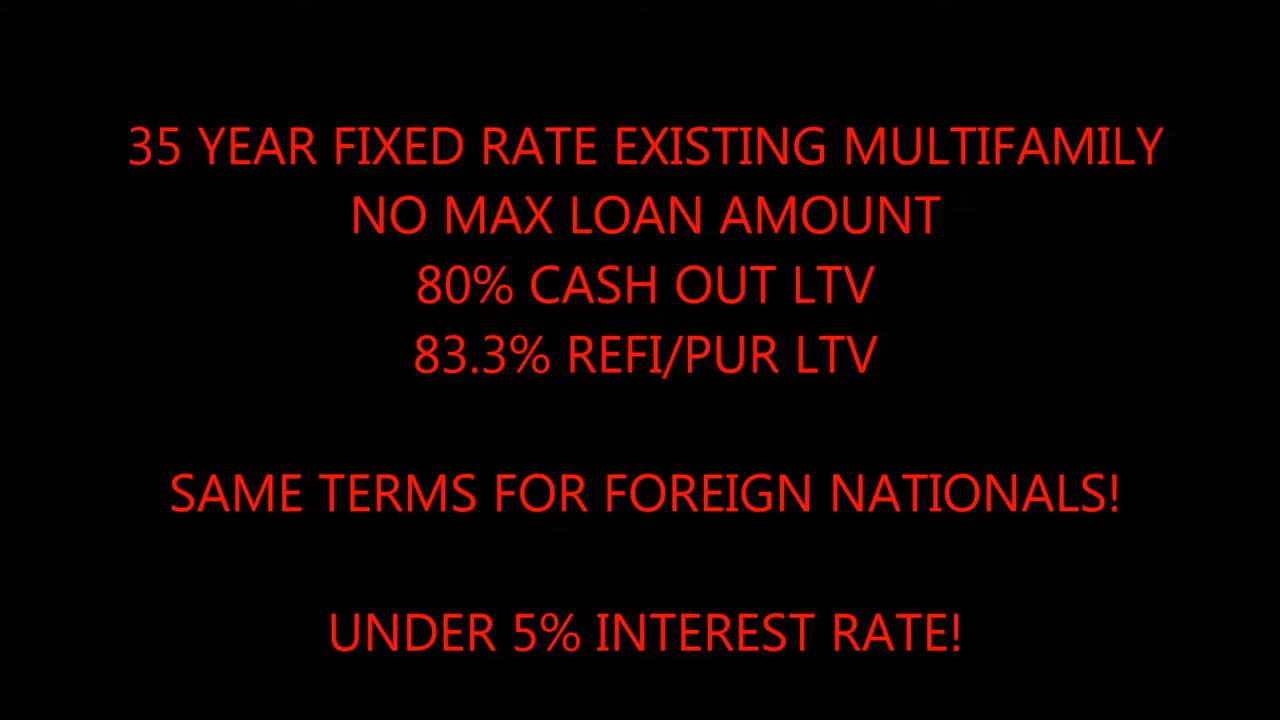 35 YEAR FIXED RATE EXISTING MULTIFAMILY
NO MAX LOAN AMOUNT
80% CASH OUT LTV
83.3% REFI/PUR LTV
SAME TERMS FOR FOREIGN NATIONALS!
UNDER 5% INTEREST RATE!